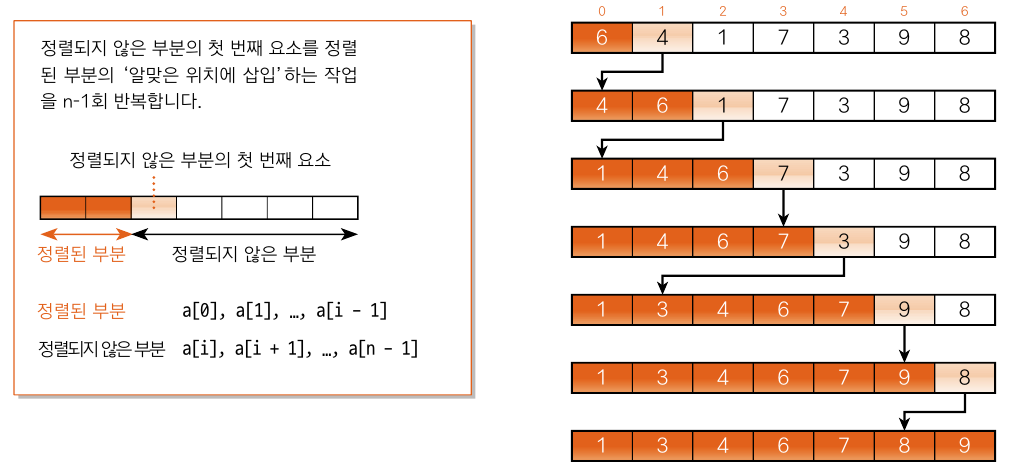 정렬되지 않은 부분의 첫 번째 요소를 정렬
된 부분의 ‘알맞은 위치에 삽입’하는 작업
을 n-1회 반복합니다.
정렬되지 않은 부분의 첫 번째 요소
정렬된 부분
정렬되지 않은 부분
정렬된 부분 a[0], a[1], …, a[i - 1]
정렬되지 않은 부분 a[i], a[i + 1], …, a[n - 1]
0 1 2 3 4 5 6
6 4 1 7 3 9 8
4 6 1 7 3 9 8
1 4 6 7 3 9 8
1 4 6 7 3 9 8
1 3 4 6 7 9 8
1 3 4 6 7 9 8
1 3 4 6 7 8 9